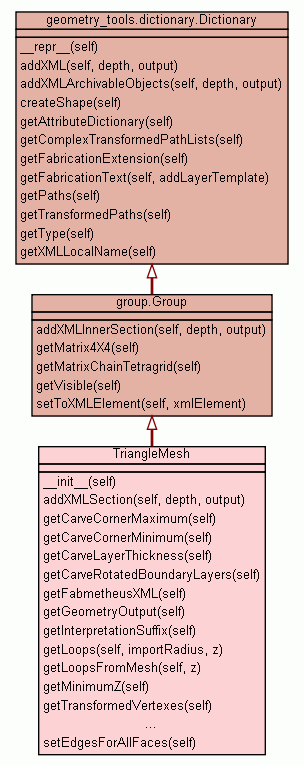 geometry_tools.dictionary.Dictionary
__repr__(self)
addXML(self, depth, output)
addXMLArchivableObjects(self, depth, output)
createShape(self)
getAttributeDictionary(self)
getComplexTransformedPathLists(self)
getFabricationExtension(self)
getFabricationText(self, addLayerTemplate)
getPaths(self)
getTransformedPaths(self)
getType(self)
getXMLLocalName(self)
group.Group
addXMLInnerSection(self, depth, output)
getMatrix4X4(self)
getMatrixChainTetragrid(self)
getVisible(self)
setToXMLElement(self, xmlElement)
TriangleMesh
__init__(self)
addXMLSection(self, depth, output)
getCarveCornerMaximum(self)
getCarveCornerMinimum(self)
getCarveLayerThickness(self)
getCarveRotatedBoundaryLayers(self)
getFabmetheusXML(self)
getGeometryOutput(self)
getInterpretationSuffix(self)
getLoops(self, importRadius, z)
getLoopsFromMesh(self, z)
getMinimumZ(self)
getTransformedVertexes(self)
...
setEdgesForAllFaces(self)